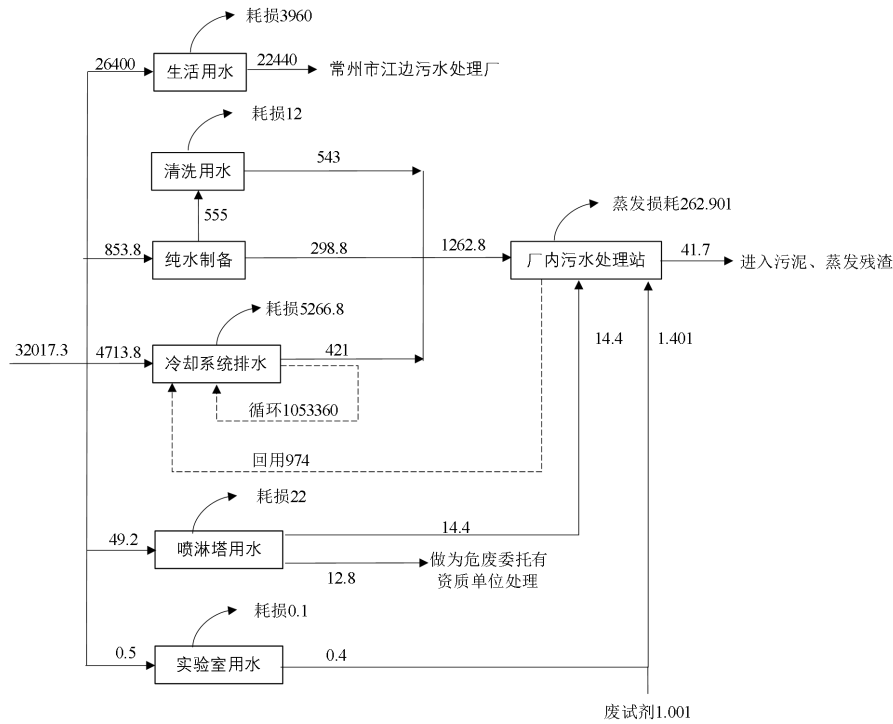 耗损3960
26400
生活用水
22440
常州市江边污水处理厂
耗损12
清洗用水
543
555
蒸发损耗262.901
853.8
纯水制备
298.8
1262.8
厂内污水处理站
41.7
进入污泥、蒸发残渣
耗损5266.8
32017.3
4713.8
冷却系统排水
421
14.4
1.401
循环1053360
回用974
耗损22
49.2
喷淋塔用水
14.4
12.8
做为危废委托有
资质单位处理
耗损0.1
0.5
实验室用水
0.4
废试剂1.001